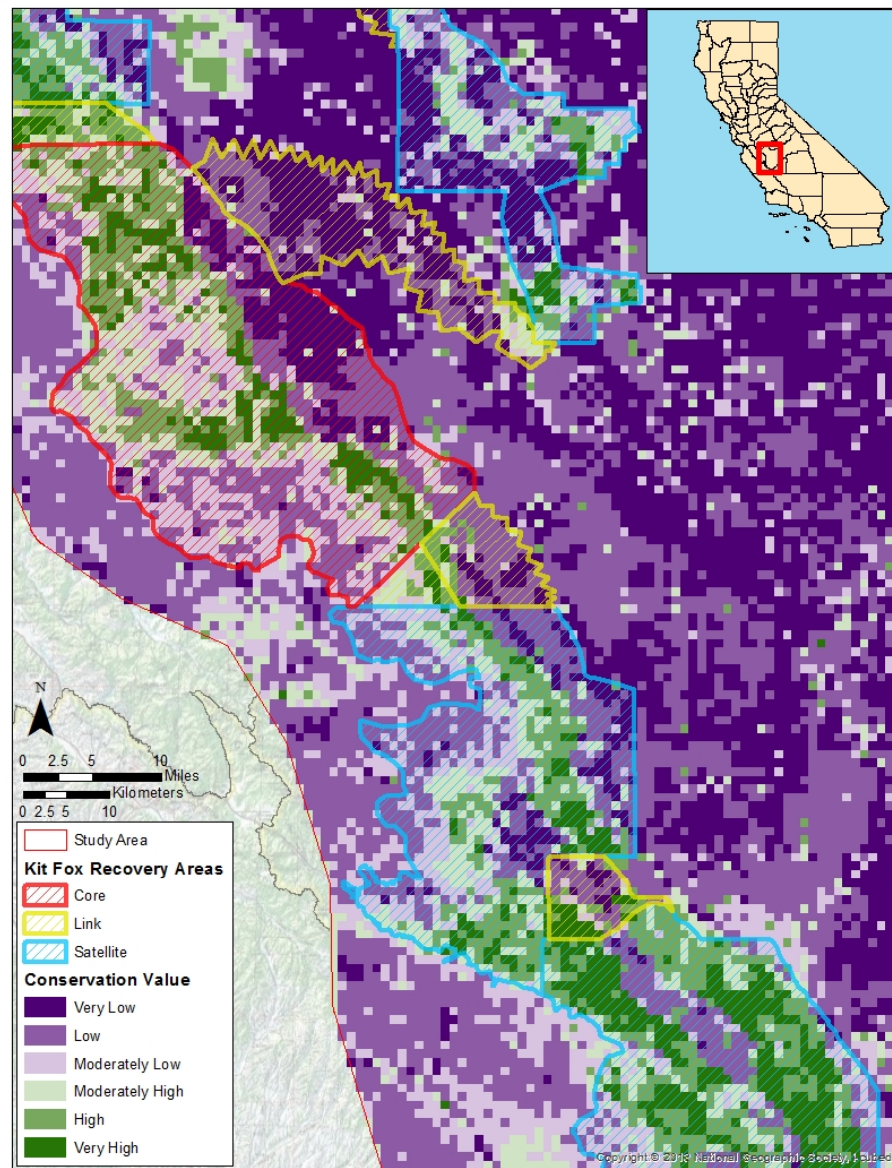 N
0 2.5 5 10
Miles
Kilometers
0 2.5 5 10
Study Area
Kit Fox Recovery Areas
Core
Link
Satellite
Conservation Value
Very Low
Low
Moderately Low
Moderately High
High
Very High
Copyright © 2013 National Geographic Society, i-cubed